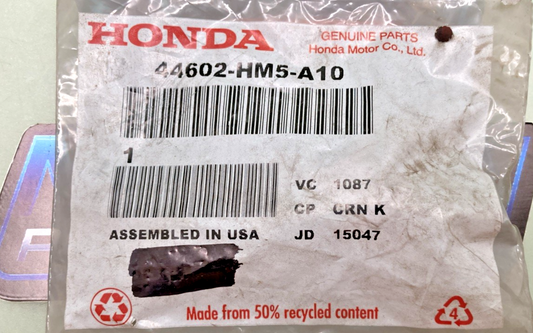 HONDA
GENUINE PARTS
Honda Motor Co., Ltd.
44602-HM5-A10
1
VC 1087
CP CRN K
ASSEMBLED IN USA JD 15047
Made from 50% recycled content
4